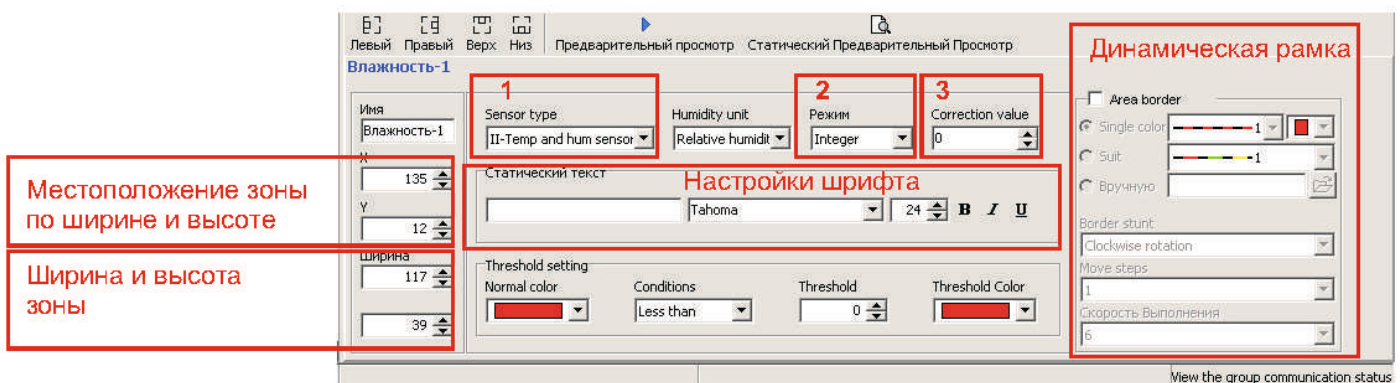 Левый Правый Верх Низ Предварительный просмотр Статический Предварительный Просмотр
Влажность-1
Динамическая рамка
1
2
3
Имя
Sensor type
Humidity unit
Режим
Correction value
Area border
Влажность-1
II-Temp and hum sensor
Relative humidit
Integer
0
Single color
1
X
135
Статический текст
Настройки шрифта
Suit
1
Местоположение зоны
по ширине и высоте
Y
12
Tahoma
24
B I U
Вручную
Border stunt
Clockwise rotation
Ширина и высота
зоны
Ширина
117
39
Threshold setting
Normal color
Conditions
Threshold
Threshold Color
Less than
0
Move steps
1
Скорость Выполнения
6
View the group communication status